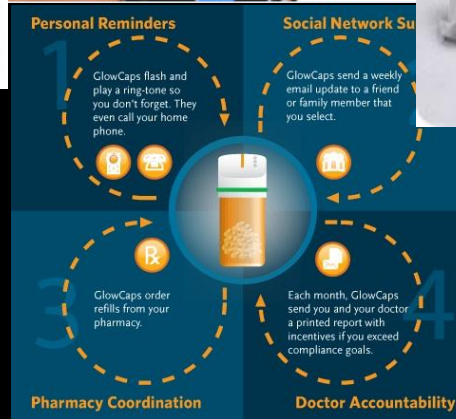 Personal Reminders
1
GlowCaps flash and
play a ring-tone so
you don't forget. They
even call your home
phone.
Social Network
GlowCaps send a weekly
email update to a friend
or family member that
you select.
3
Rx
GlowCaps order
refills from your
pharmacy.
Pharmacy Coordination
4
Each month, GlowCaps
send you and your doctor
a printed report with
incentives if you exceed
compliance goals.
Doctor Accountability